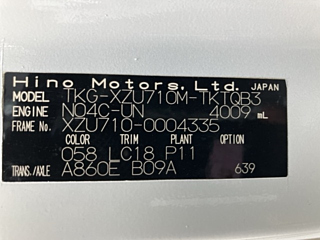 Hino Motors, Ltd. JAPAN
MODEL TKG-XZU710M-TKTQB3
ENGINE N04C-UN 4009 mL
FRAME No. XZU710-0004335
COLOR TRIM PLANT OPTION
058 LC18 P11
TRANS./AXLE A860E B09A 639